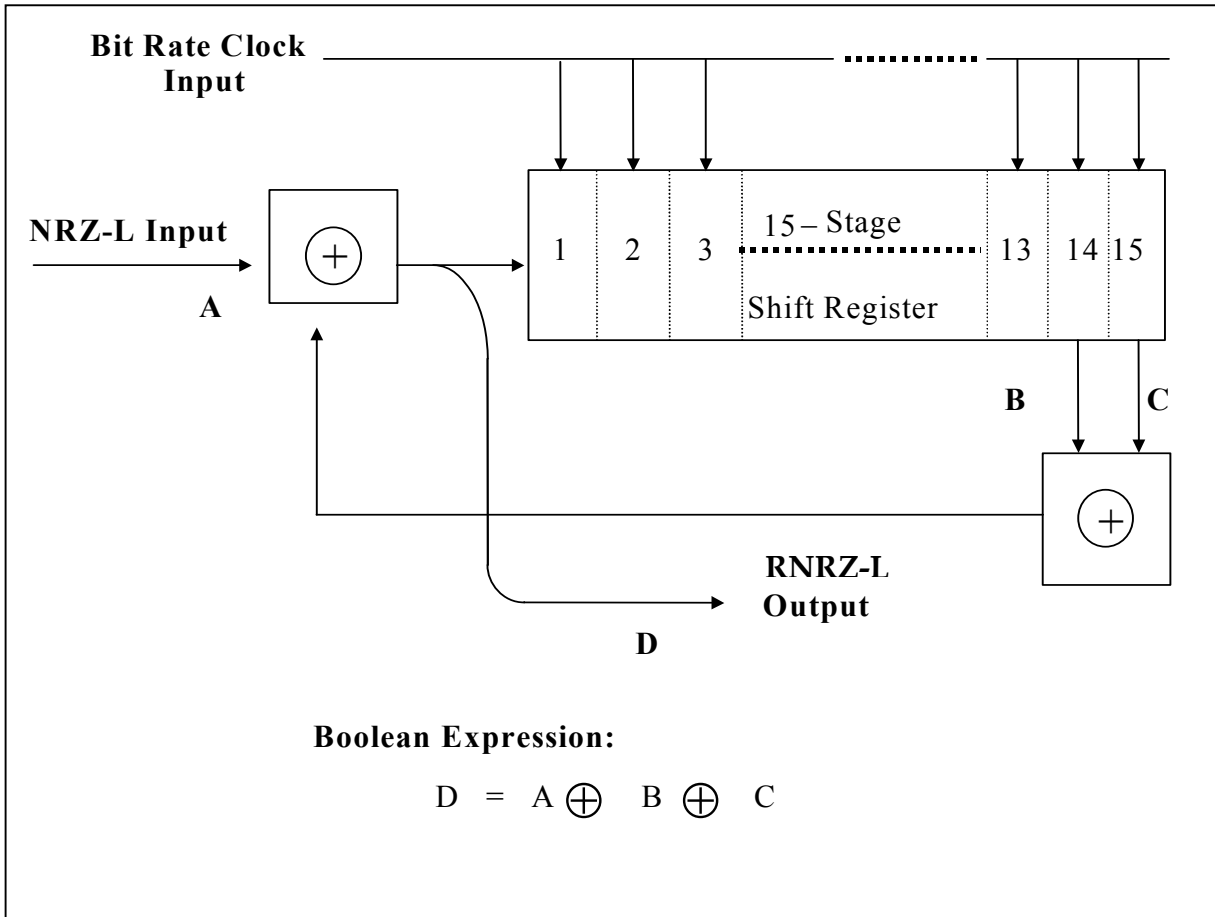 Bit Rate Clock
Input
NRZ-L Input
A
+
1 2 3 15 – Stage 13 14 15
Shift Register
B C
+
RNRZ-L
Output
D
Boolean Expression:
D = A ⊕ B ⊕ C